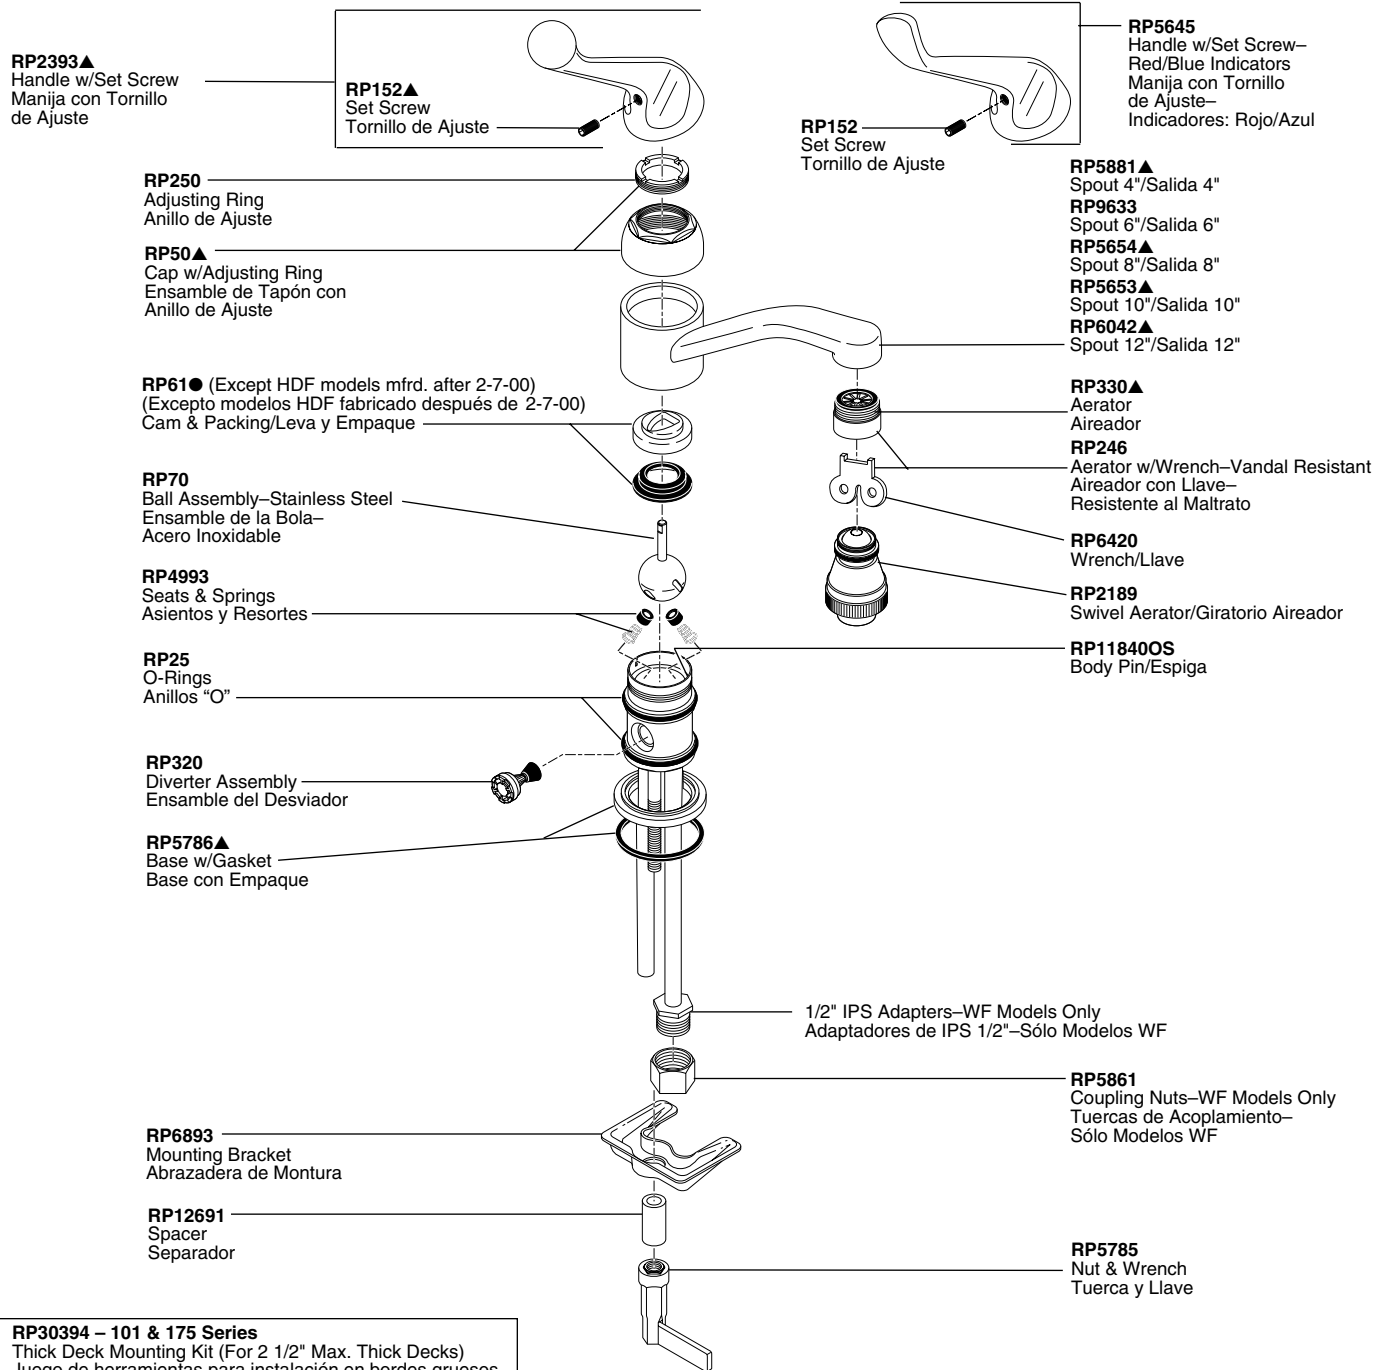 RP2393▲
Handle w/Set Screw
Manija con Tornillo
de Ajuste
RP152▲
Set Screw
Tornillo de Ajuste
RP5645
Handle w/Set Screw–
Red/Blue Indicators
Manija con Tornillo
de Ajuste–
Indicadores: Rojo/Azul
RP152
Set Screw
Tornillo de Ajuste
RP250
Adjusting Ring
Anillo de Ajuste
RP50▲
Cap w/Adjusting Ring
Ensamble de Tapón con
Anillo de Ajuste
RP5881▲
Spout 4"/Salida 4"
RP9633
Spout 6"/Salida 6"
RP5654▲
Spout 8"/Salida 8"
RP5653▲
Spout 10"/Salida 10"
RP6042▲
Spout 12"/Salida 12"
RP61● (Except HDF models mfrd. after 2-7-00)
(Excepto modelos HDF fabricado después de 2-7-00)
Cam & Packing/Leva y Empaque
RP330▲
Aerator
Aireador
RP246
Aerator w/Wrench–Vandal Resistant
Aireador con Llave–
Resistente al Maltrato
RP70
Ball Assembly–Stainless Steel
Ensamble de la Bola–
Acero Inoxidable
RP6420
Wrench/Llave
RP4993
Seats & Springs
Asientos y Resortes
RP2189
Swivel Aerator/Giratorio Aireador
RP25
O-Rings
Anillos “O”
RP11840OS
Body Pin/Espiga
RP320
Diverter Assembly
Ensamble del Desviador
RP5786▲
Base w/Gasket
Base con Empaque
1/2" IPS Adapters–WF Models Only
Adaptadores de IPS 1/2"–Sólo Modelos WF
RP5861
Coupling Nuts–WF Models Only
Tuercas de Acoplamiento–
Sólo Modelos WF
RP6893
Mounting Bracket
Abrazadera de Montura
RP12691
Spacer
Separador
RP5785
Nut & Wrench
Tuerca y Llave
RP30394 – 101 & 175 Series
Thick Deck Mounting Kit (For 2 1/2" Max. Thick Decks)
Juego de herramientas para instalación en bordes gruesos